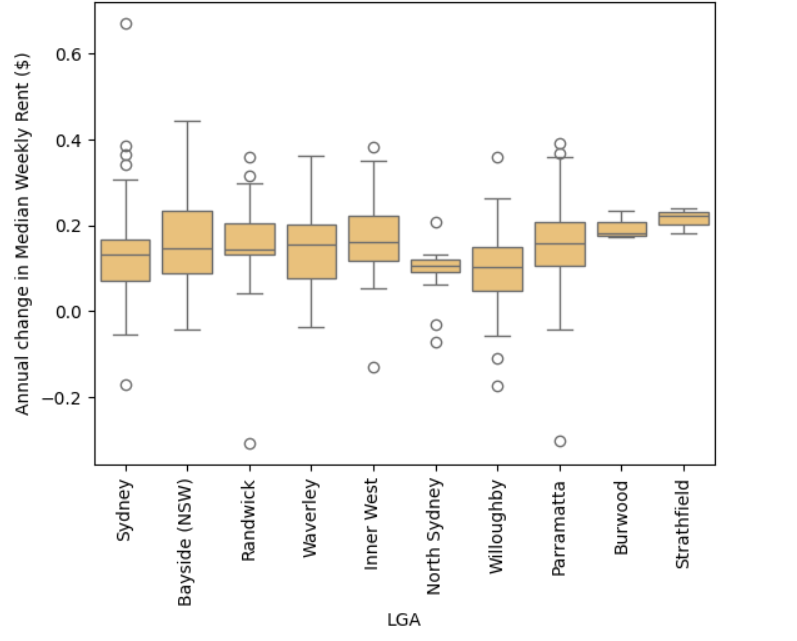 Annual change in Median Weekly Rent ($)
0.6
0.4
0.2
0.0
−0.2
Sydney
Bayside (NSW)
Randwick
Waverley
Inner West
North Sydney
Willoughby
Parramatta
Burwood
Strathfield
LGA